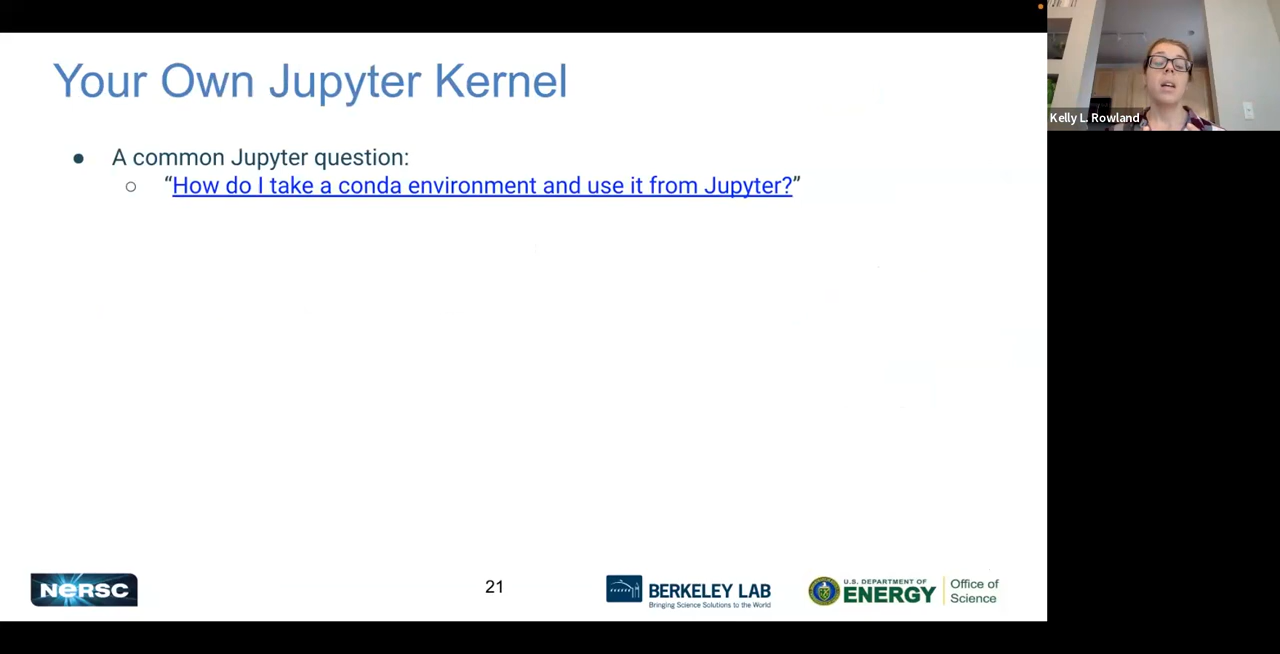 Your Own Jupyter Kernel
● A common Jupyter question:
○ “How do I take a conda environment and use it from Jupyter?”
Kelly L. Rowland
NERSC
21
BERKELEY LAB
Bringing Science Solutions to the World
U.S. DEPARTMENT OF
ENERGY
Office of
Science